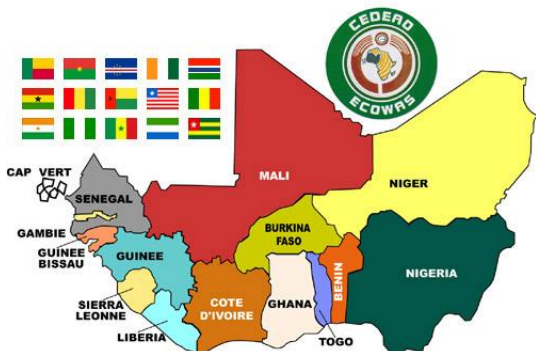 CEDEAO
ECOWAS
CAP VERT
SENEGAL
MALI
NIGER
GAMBIE
GUINEE
BISSAU
GUINEE
BURKINA
FASO
NIGERIA
SIERRA
LEONNE
COTE
D'IVOIRE
GHANA
BENIN
LIBERIA
TOGO